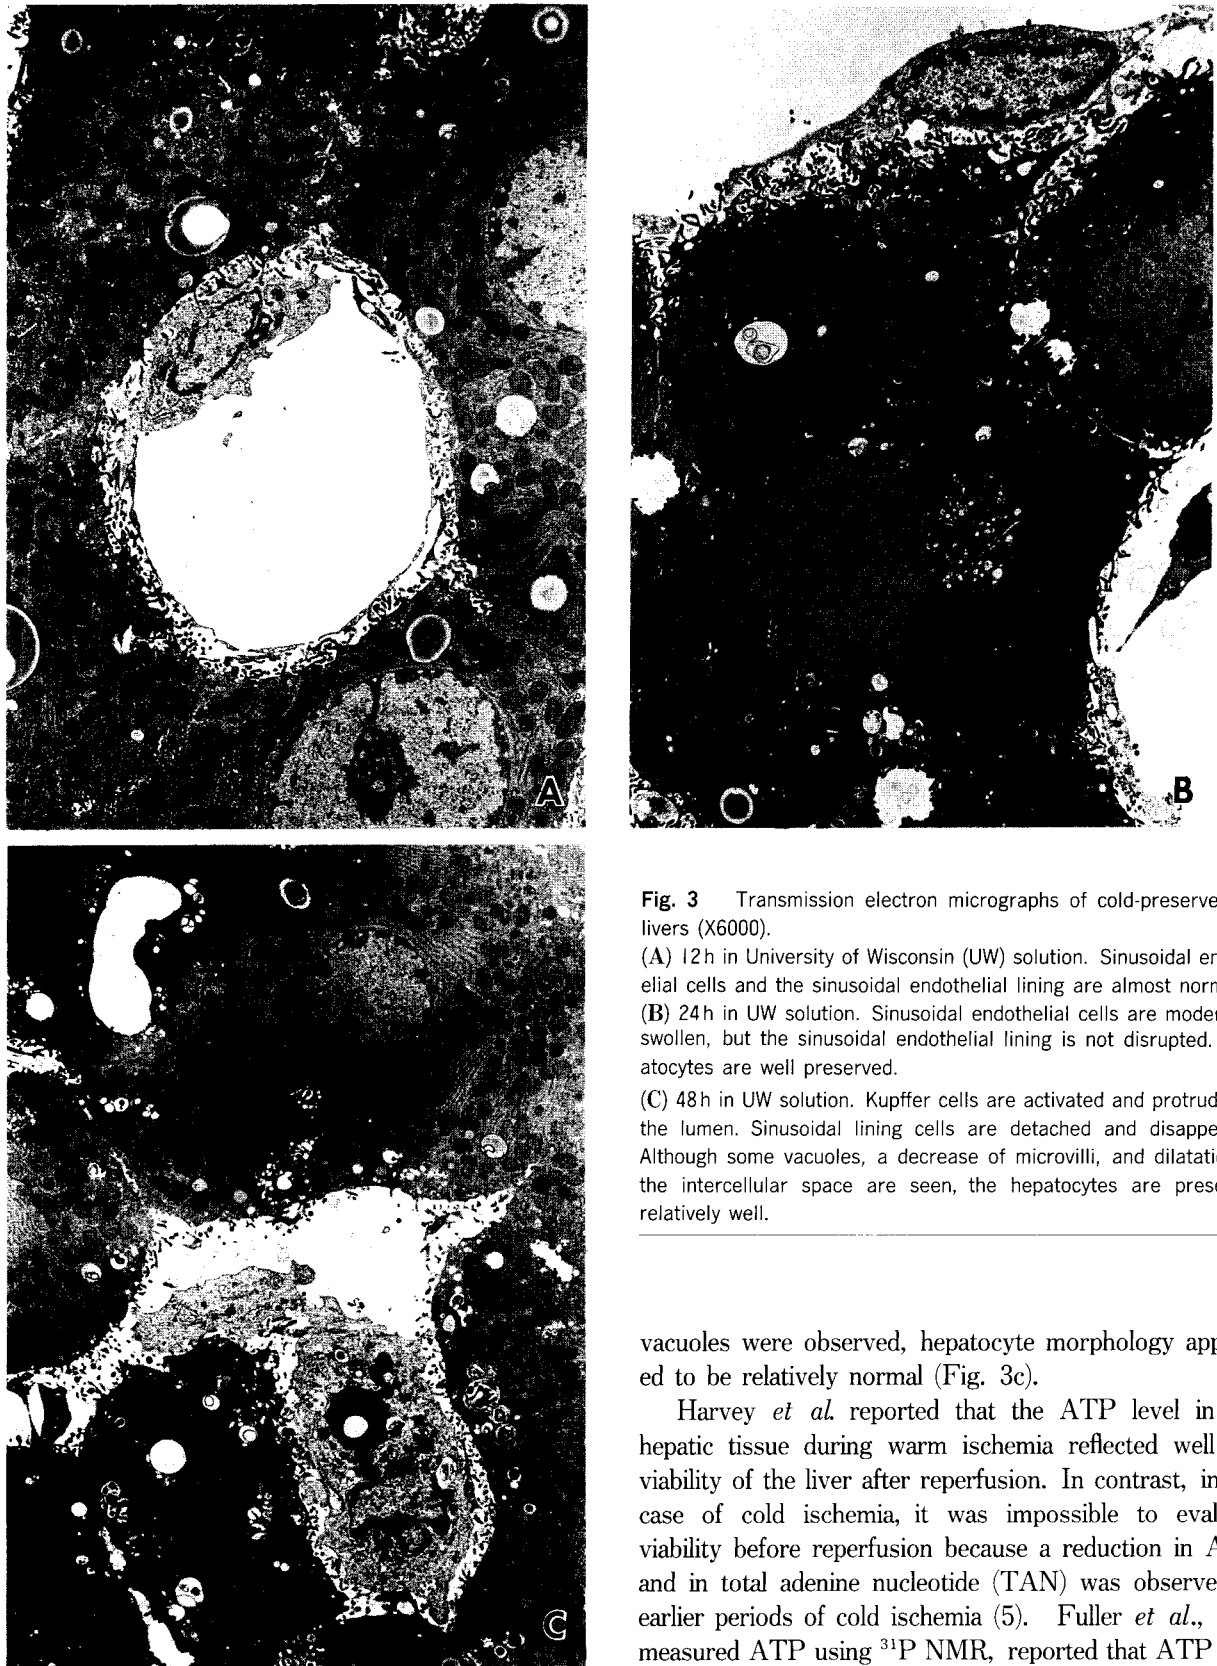 A
B
C
Fig. 3 Transmission electron micrographs of cold-preserve
livers (X6000).
(A) 12h in University of Wisconsin (UW) solution. Sinusoidal en
elial cells and the sinusoidal endothelial lining are almost norn
(B) 24h in UW solution. Sinusoidal endothelial cells are moder
swollen, but the sinusoidal endothelial lining is not disrupted.
atocytes are well preserved.
(C) 48h in UW solution. Kupffer cells are activated and protrud
the lumen. Sinusoidal lining cells are detached and disappe
Although some vacuoles, a decrease of microvilli, and dilatati
the intercellular space are seen, the hepatocytes are prese
relatively well.
vacuoles were observed, hepatocyte morphology app
ed to be relatively normal (Fig. 3c).
Harvey et al. reported that the ATP level in
hepatic tissue during warm ischemia reflected well
viability of the liver after reperfusion. In contrast, in
case of cold ischemia, it was impossible to eval
viability before reperfusion because a reduction in A
and in total adenine nucleotide (TAN) was observe
earlier periods of cold ischemia (5). Fuller et al.,
measured ATP using ³¹P NMR, reported that ATP